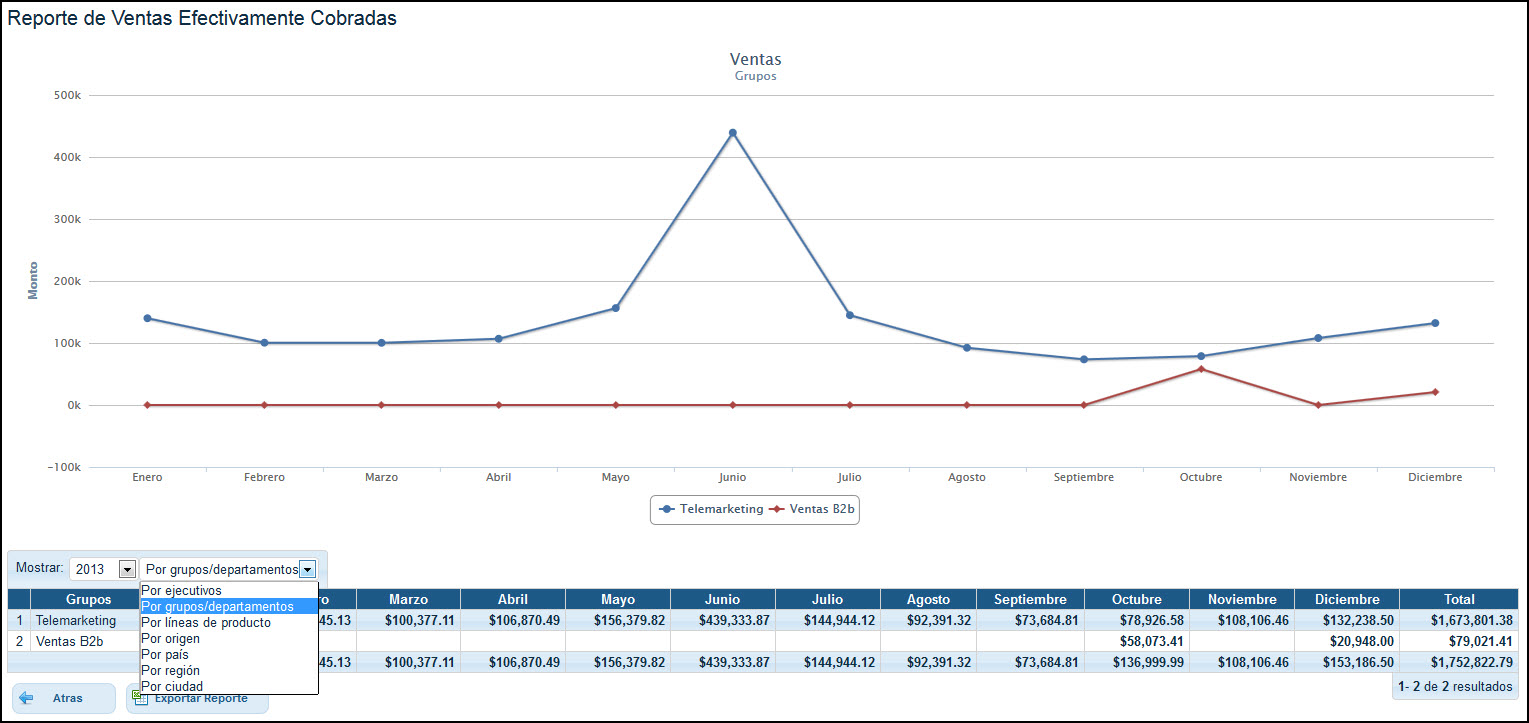 Reporte de Ventas Efectivamente Cobradas
Ventas
Grupos
500k
400k
300k
200k
100k
0k
-100k
Monto
Enero Febrero Marzo Abril Mayo Junio Julio Agosto Septiembre Octubre Noviembre Diciembre
Telemarketing Ventas B2b
Mostrar: 2013 Por grupos/departamentos
Por ejecutivos
Por grupos/departamentos
Por líneas de producto
Por origen
Por país
Por región
Por ciudad
Grupos Marzo Abril Mayo Junio Julio Agosto Septiembre Octubre Noviembre Diciembre Total
1 Telemarketing 45.13 $100,377.11 $106,870.49 $156,379.82 $439,333.87 $144,944.12 $92,391.32 $73,684.81 $78,926.58 $108,106.46 $132,238.50 $1,673,801.38
2 Ventas B2b $58,073.41 $20,948.00 $79,021.41
45.13 $100,377.11 $106,870.49 $156,379.82 $439,333.87 $144,944.12 $92,391.32 $73,684.81 $136,999.99 $108,106.46 $153,186.50 $1,752,822.79
1- 2 de 2 resultados
Atras Exportar Reporte